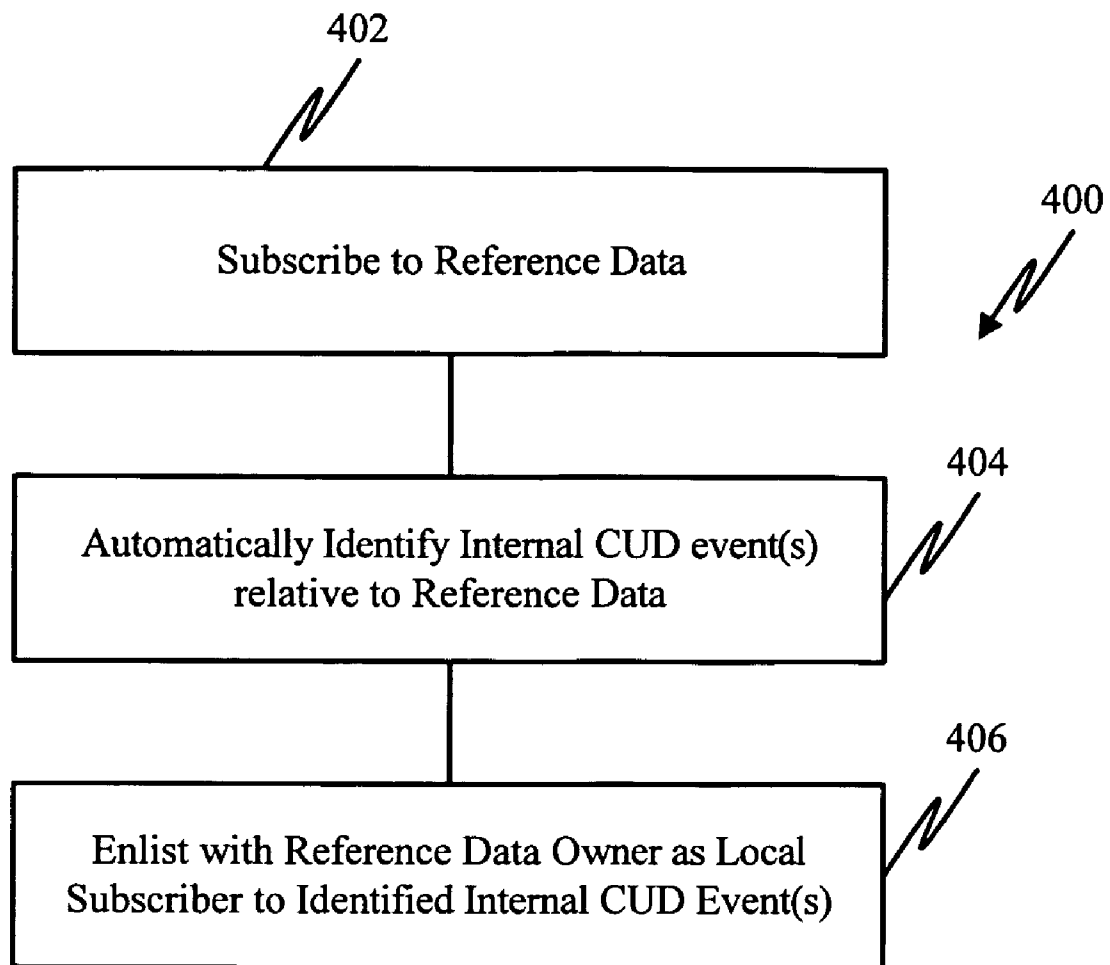 402
400
Subscribe to Reference Data
404
Automatically Identify Internal CUD event(s)
relative to Reference Data
406
Enlist with Reference Data Owner as Local
Subscriber to Identified Internal CUD Event(s)